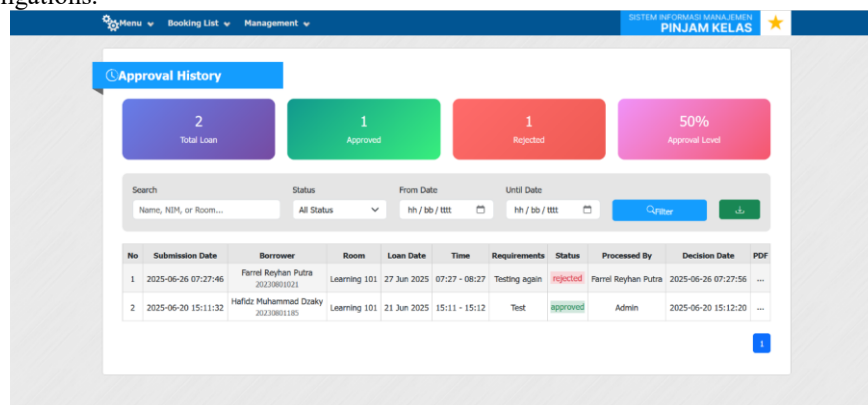 igations.
Menu Booking List Management
SISTEM INFORMASI MANAJEMEN
PINJAM KELAS
Approval History
2
Total Loan
1
Approved
1
Rejected
50%
Approval Level
Search Status From Date Until Date
Name, NIM, or Room... All Status hh / bb / tttt hh / bb / tttt Filter
No Submission Date Borrower Room Loan Date Time Requirements Status Processed By Decision Date PDF
1 2025-06-26 07:27:46 Farrel Reyhan Putra 20230801021 Learning 101 27 Jun 2025 07:27 - 08:27 Testing again rejected Farrel Reyhan Putra 2025-06-26 07:27:56 ...
2 2025-06-20 15:11:32 Hafidz Muhammad Dzaky 20230801185 Learning 101 21 Jun 2025 15:11 - 15:12 Test approved Admin 2025-06-20 15:12:20 ...
1